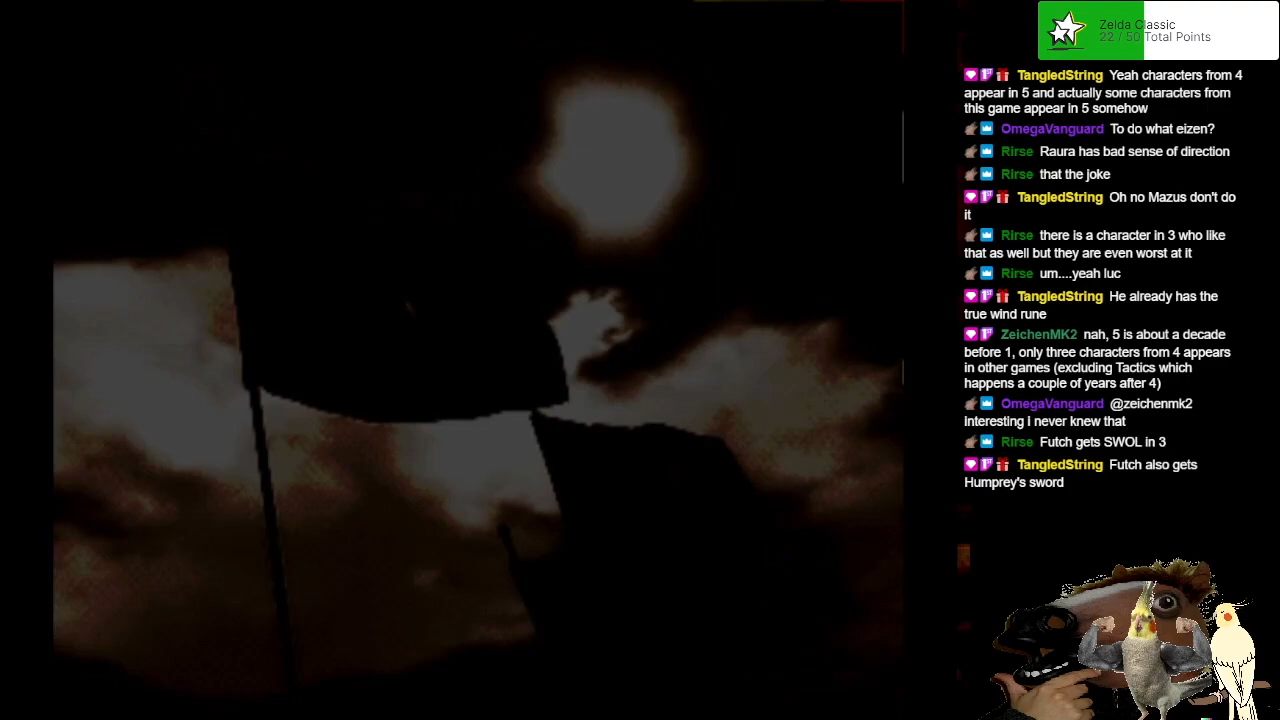 Zelda Classic
22 / 50 Total Points
TangledString Yeah characters from 4
appear in 5 and actually some characters from
this game appear in 5 somehow
OmegaVanguard To do what eizen?
Rirse Raura has bad sense of direction
Rirse that the joke
TangledString Oh no Mazus don't do
it
Rirse there is a character in 3 who like
that as well but they are even worst at it
Rirse um....yeah luc
TangledString He already has the
true wind rune
ZeichenMK2 nah, 5 is about a decade
before 1, only three characters from 4 appears
in other games (excluding Tactics which
happens a couple of years after 4)
OmegaVanguard @zeichenmk2
interesting i never knew that
Rirse Futch gets SWOL in 3
TangledString Futch also gets
Humprey's sword